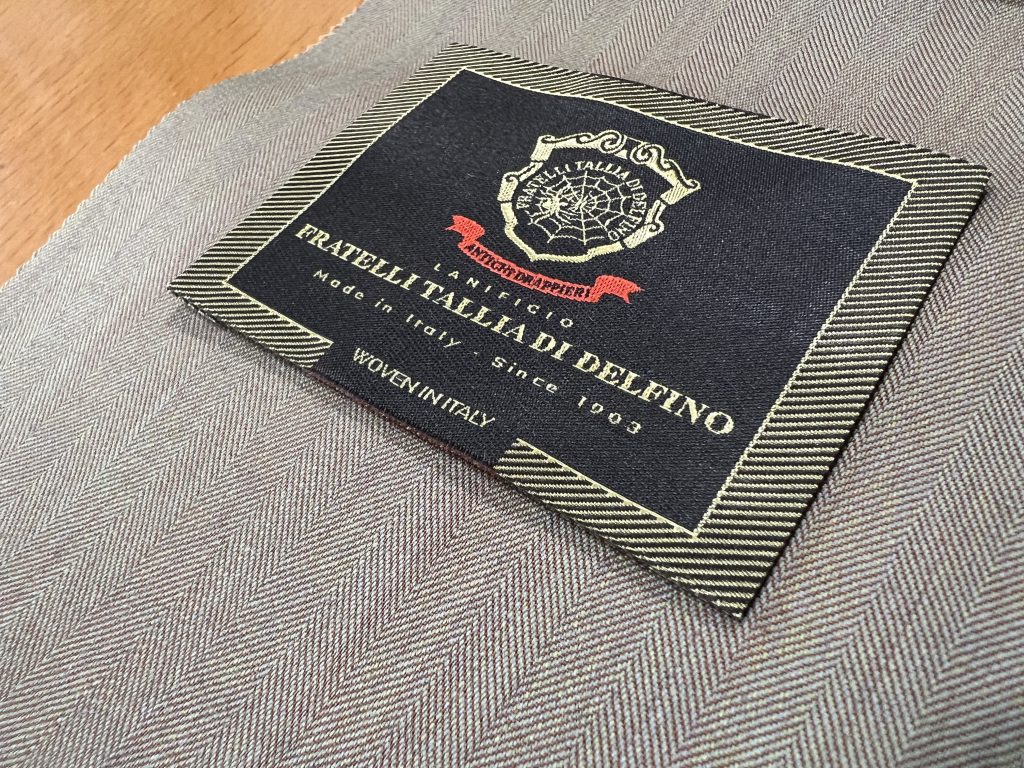 FRATELLI TALLIA DI DELFINO
ANTICHI DRAPPIERI
LANIFICIO
FRATELLI TALLIA DI DELFINO
Made in Italy - Since 1903
WOVEN IN ITALY